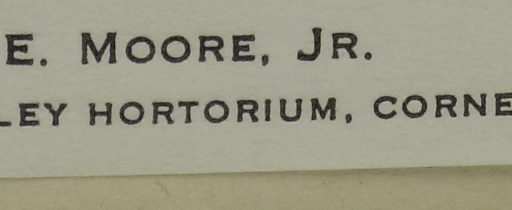 E. MOORE, JR.
LEY HORTORIUM, CORNE